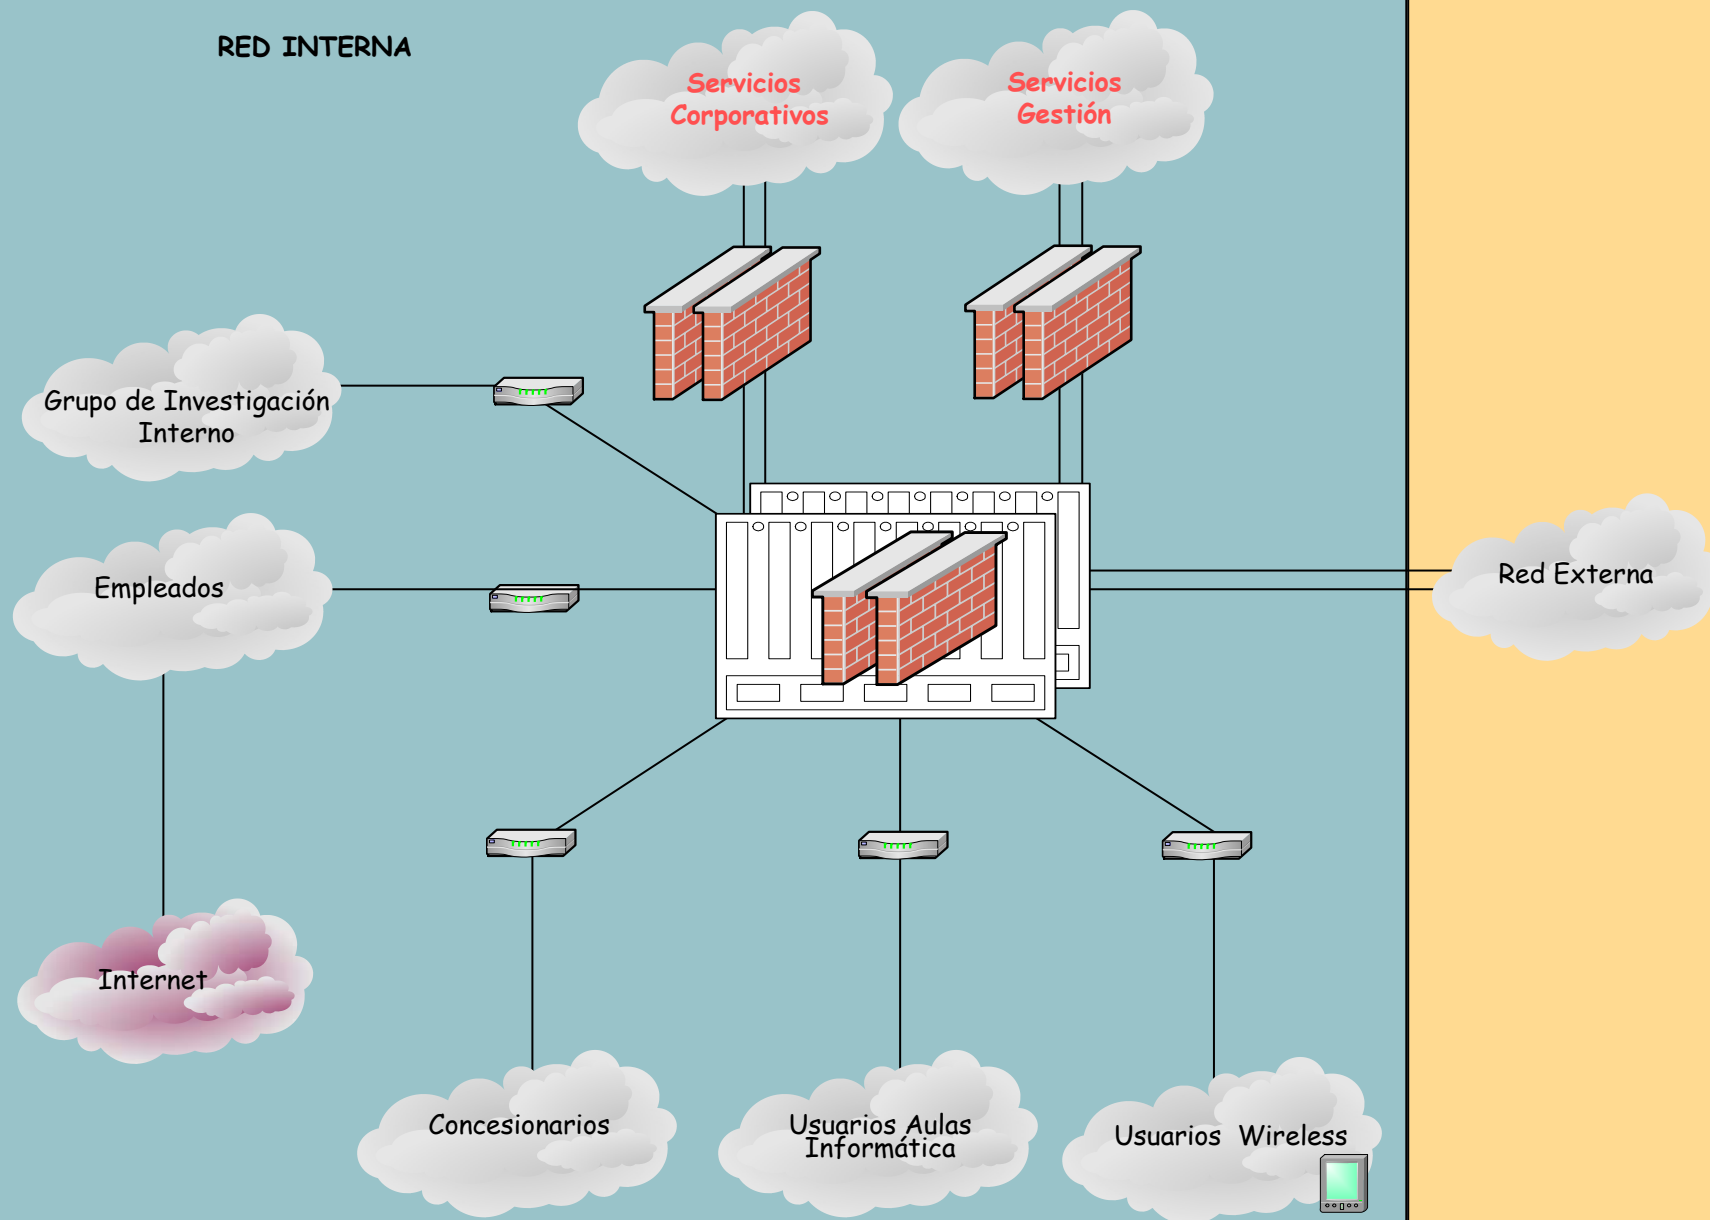 RED INTERNA
Servicios
Corporativos
Servicios
Gestión
Grupo de Investigación
Interno
Empleados
Red Externa
Internet
Concesionarios
Usuarios Aulas
Informática
Usuarios Wireless